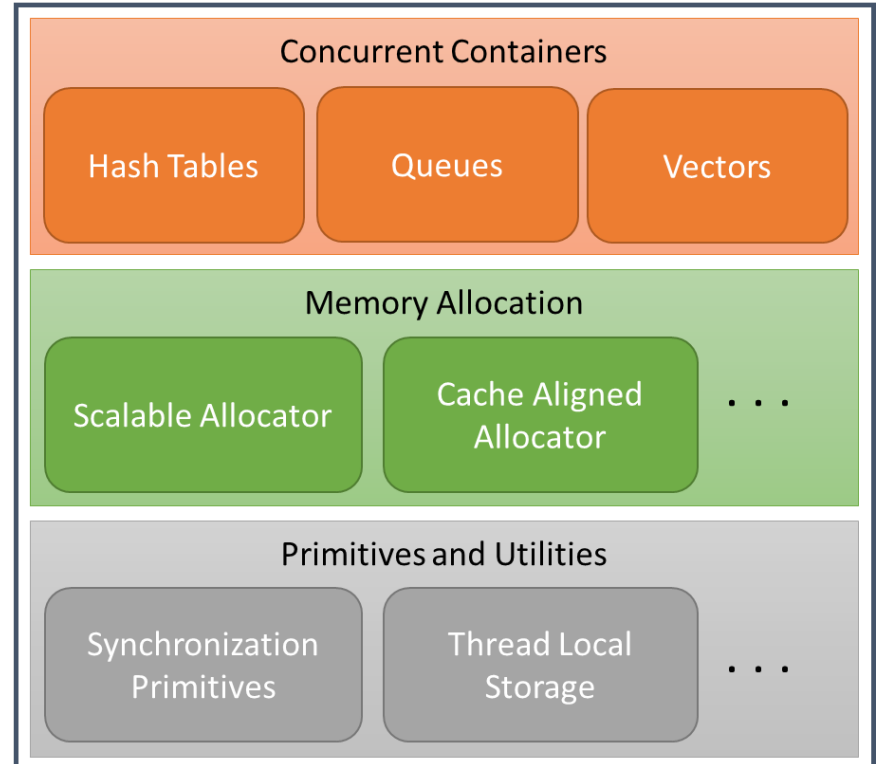 Concurrent Containers
Hash Tables
Queues
Vectors
Memory Allocation
Scalable Allocator
Cache Aligned
Allocator
. . .
Primitives and Utilities
Synchronization
Primitives
Thread Local
Storage
. . .